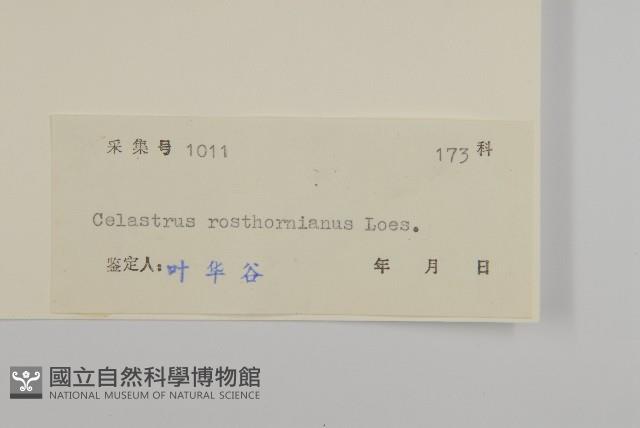 采集号 1011 173 科
Celastrus rosthornianus Loes.
鉴定人: 叶华谷 年 月 日
國立自然科學博物館
NATIONAL MUSEUM OF NATURAL SCIENCE